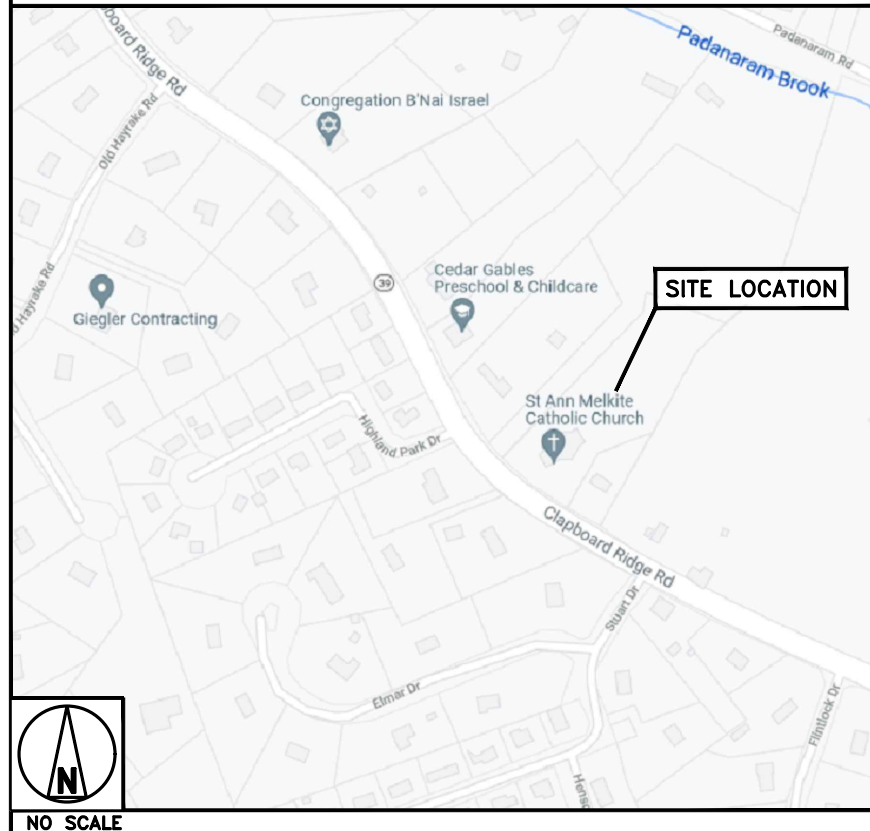 pboard Ridge Rd
Padanaram Rd
Padanaram Brook
Old Hayrake Rd
Congregation B'Nai Israel
39
Cedar Gables
Preschool & Childcare
SITE LOCATION
d Hayrake Rd
Giegler Contracting
St Ann Melkite
Catholic Church
Highland Park Dr
Clapboard Ridge Rd
Stuart Dr
Elmar Dr
Flintlock Dr
Hens
N
NO SCALE